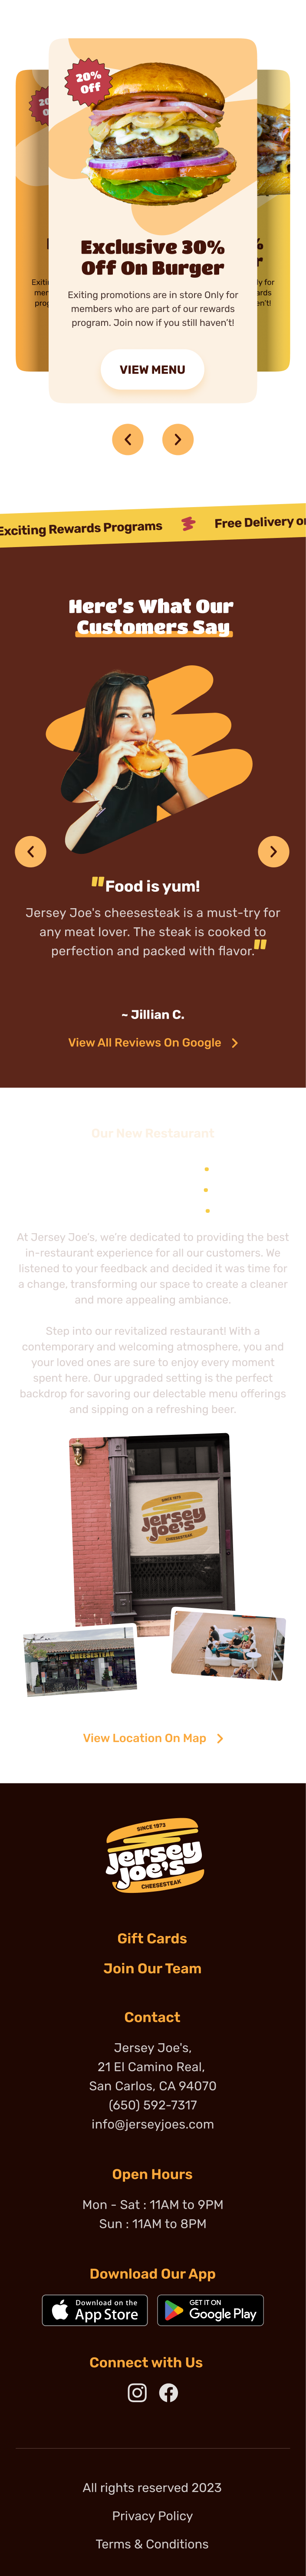 20%
Off
Exclusive 30%
Off On Burger
Exiting promotions are in store Only for
members who are part of our rewards
program. Join now if you still haven't!
VIEW MENU
Exciting Rewards Programs
Free Delivery
Here's What Our
Customers Say
"Food is yum!
Jersey Joe's cheesesteak is a must-try for
any meat lover. The steak is cooked to
perfection and packed with flavor."
~ Jillian C.
View All Reviews On Google
Our New Restaurant
At Jersey Joe's, we're dedicated to providing the best
in-restaurant experience for all our customers. We
listened to your feedback and decided it was time for
a change, transforming our space to create a cleaner
and more appealing ambiance.
Step into our revitalized restaurant! With a
contemporary and welcoming atmosphere, you and
your loved ones are sure to enjoy every moment
spent here. Our upgraded setting is the perfect
backdrop for savoring our delectable menu offerings
and sipping on a refreshing beer.
SINCE 1973
jersey
joe's
CHEESESTEAK
CHEESESTEAK
View Location On Map
SINCE 1973
jersey
joe's
CHEESESTEAK
Gift Cards
Join Our Team
Contact
Jersey Joe's,
21 El Camino Real,
San Carlos, CA 94070
(650) 592-7317
info@jerseyjoes.com
Open Hours
Mon - Sat : 11AM to 9PM
Sun : 11AM to 8PM
Download Our App
Download on the
App Store
GET IT ON
Google Play
Connect with Us
All rights reserved 2023
Privacy Policy
Terms & Conditions